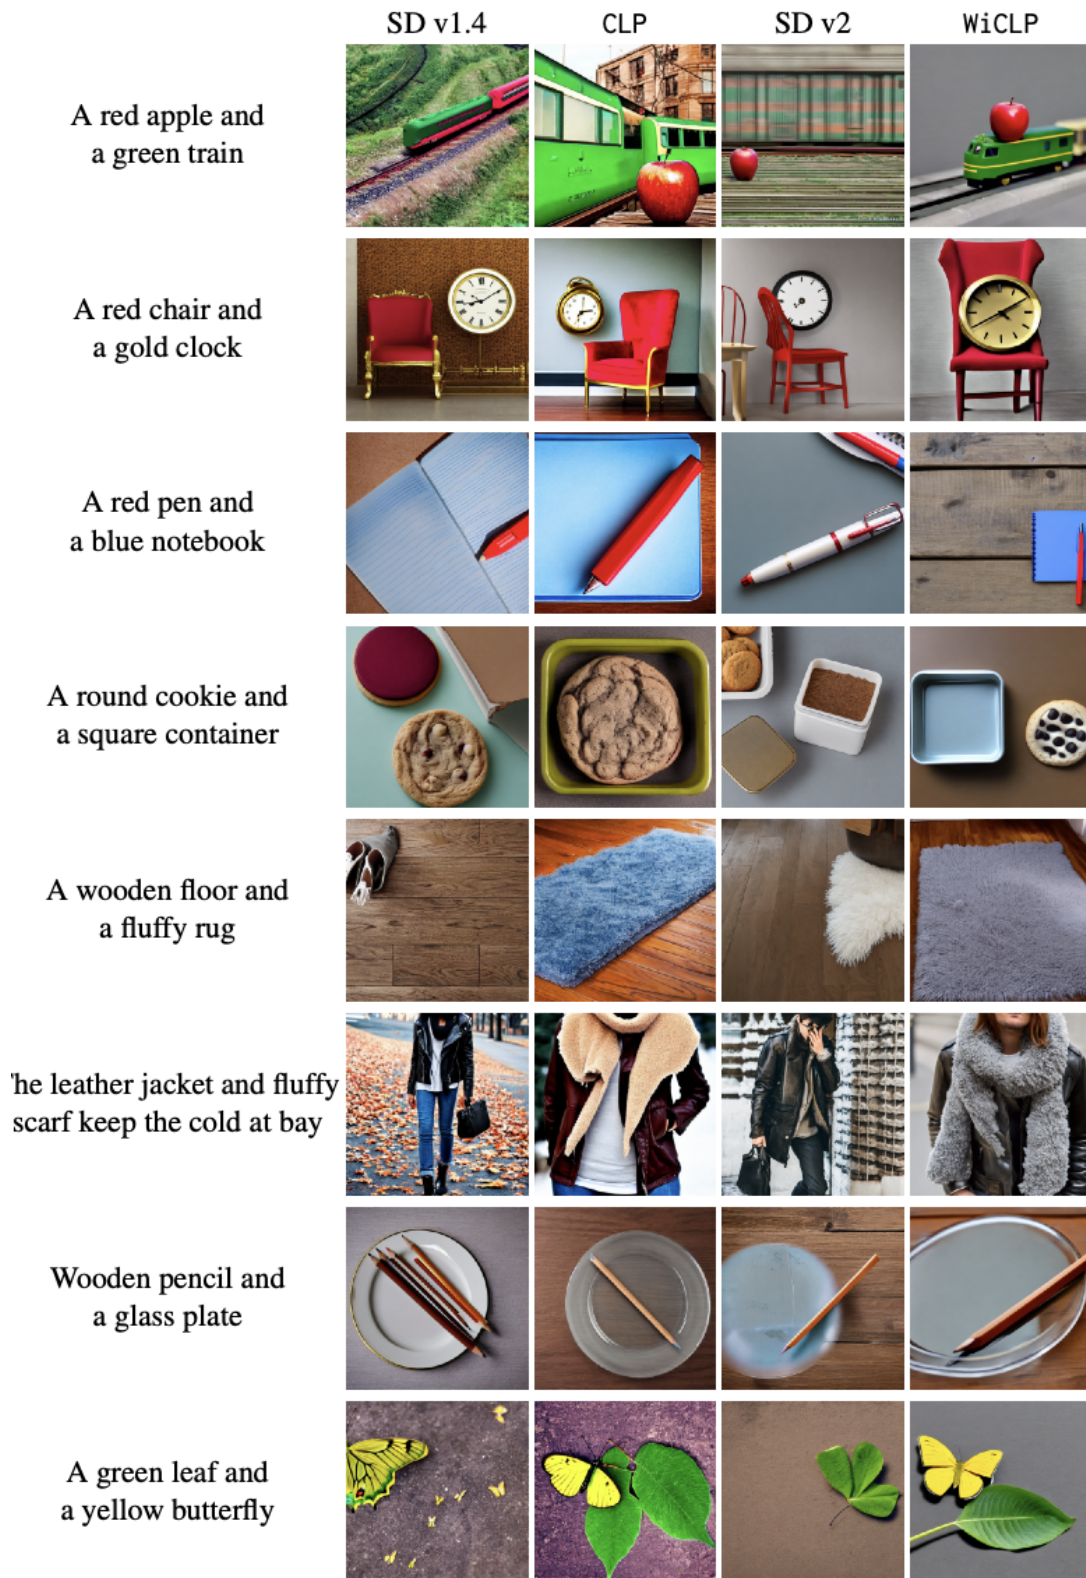 SD v1.4 CLP SD v2 WiCLP
A red apple and
a green train
A red chair and
a gold clock
A red pen and
a blue notebook
A round cookie and
a square container
A wooden floor and
a fluffy rug
'he leather jacket and fluffy
scarf keep the cold at bay
Wooden pencil and
a glass plate
A green leaf and
a yellow butterfly